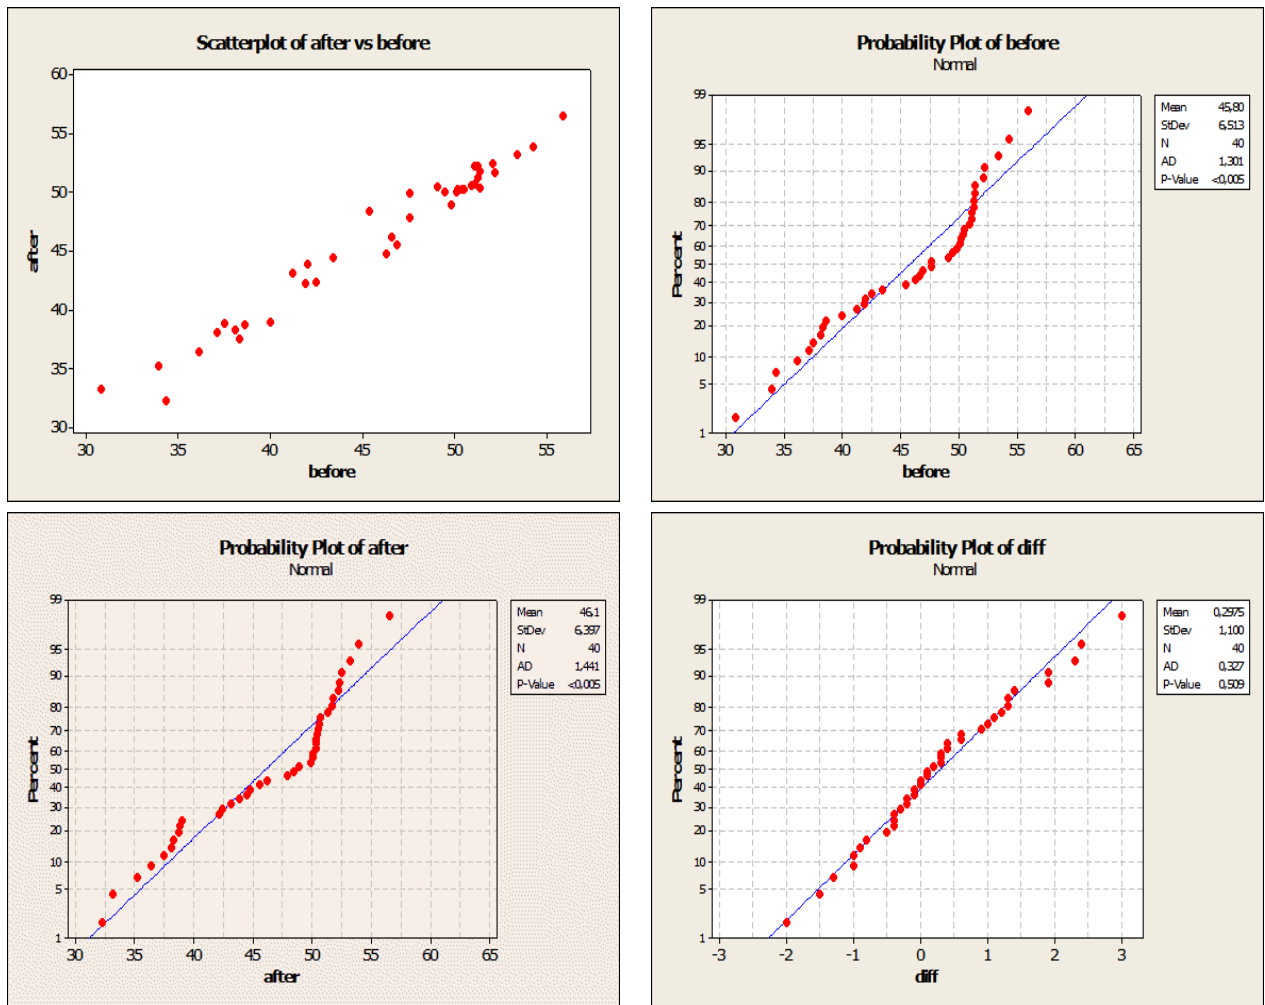 Scatterplot of after vs before
60
55
50
45
40
35
30
after
30 35 40 45 50 55
before
Probability Plot of before
Normal
99
95
90
80
70
60
50
40
30
20
10
5
1
Percent
30 35 40 45 50 55 60 65
before
Mean 45,80
StDev 6,513
N 40
AD 1,301
P-Value <0,005
Probability Plot of after
Normal
99
95
90
80
70
60
50
40
30
20
10
5
1
Percent
30 35 40 45 50 55 60 65
after
Mean 46,1
StDev 6,397
N 40
AD 1,441
P-Value <0,005
Probability Plot of diff
Normal
99
95
90
80
70
60
50
40
30
20
10
5
1
Percent
-3 -2 -1 0 1 2 3
diff
Mean 0,2975
StDev 1,100
N 40
AD 0,327
P-Value 0,509